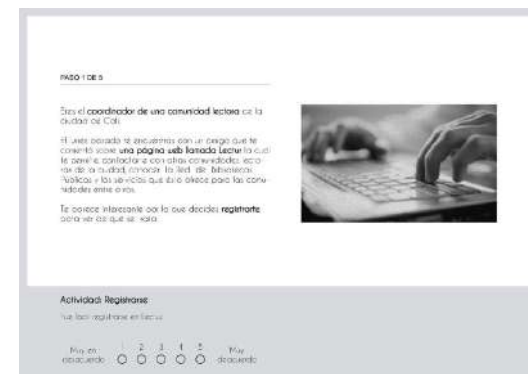 PASO 1 DE 5
Eres el coordinador de una comunidad lectora de la
ciudad de Cali.
El lunes pasado te encuentras con un amigo que te
comentó sobre una página web llamada Lectur la cual
te permite contactarte con otras comunidades lecto-
ras de la ciudad, conocer la Red de Bibliotecas
Públicas y los servicios que ésta ofrece para las comu-
nidades entre otros.
Te parece interesante por lo que decides registrarte
para ver de qué se trata.
Actividad: Registrarse
Fue fácil registrarse en Lectur
1 2 3 4 5
Muy en desacuerdo
Muy de acuerdo